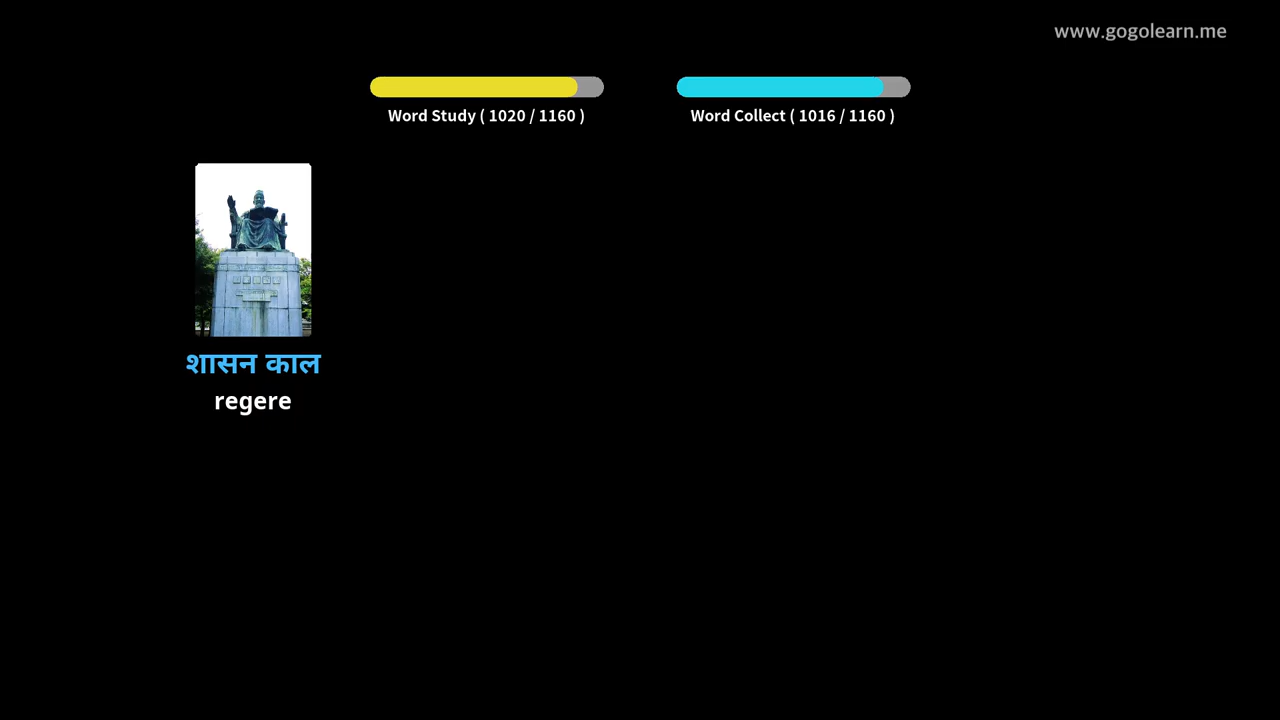 www.gogolearn.me
Word Study ( 1020 / 1160 )
Word Collect ( 1016 / 1160 )
शासन काल
regere